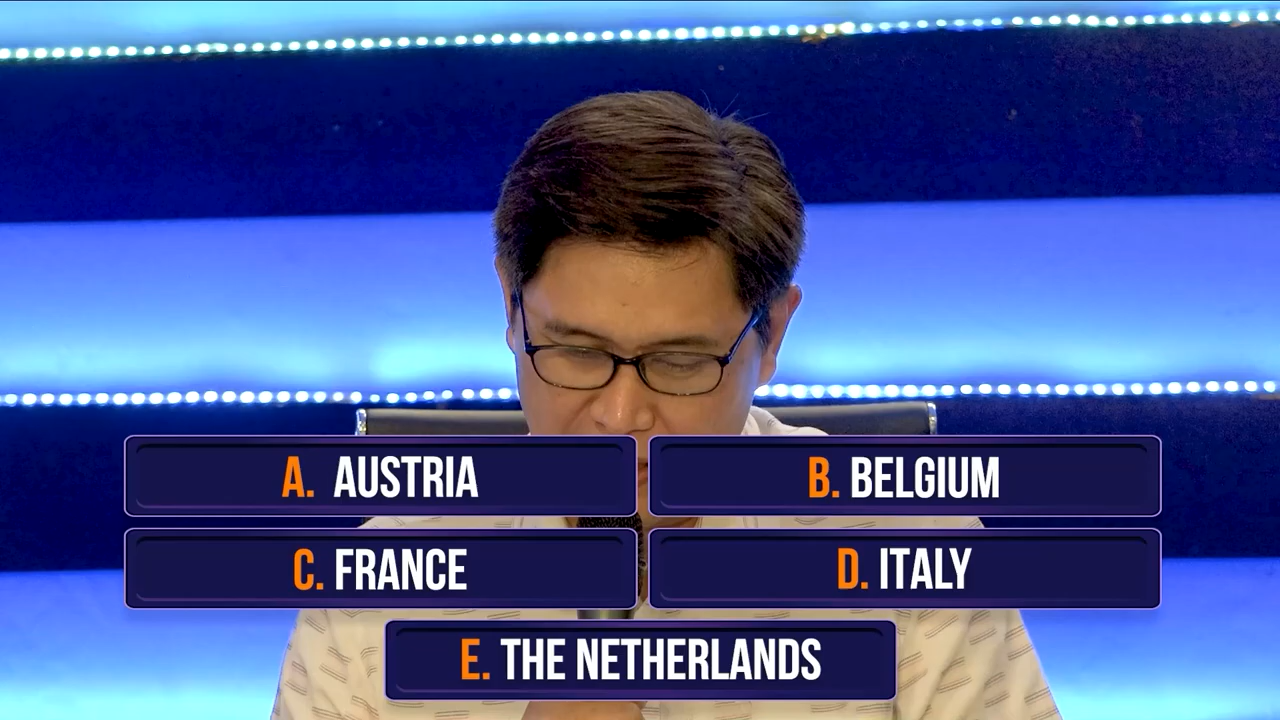 A. AUSTRIA
B. BELGIUM
C. FRANCE
D. ITALY
E. THE NETHERLANDS